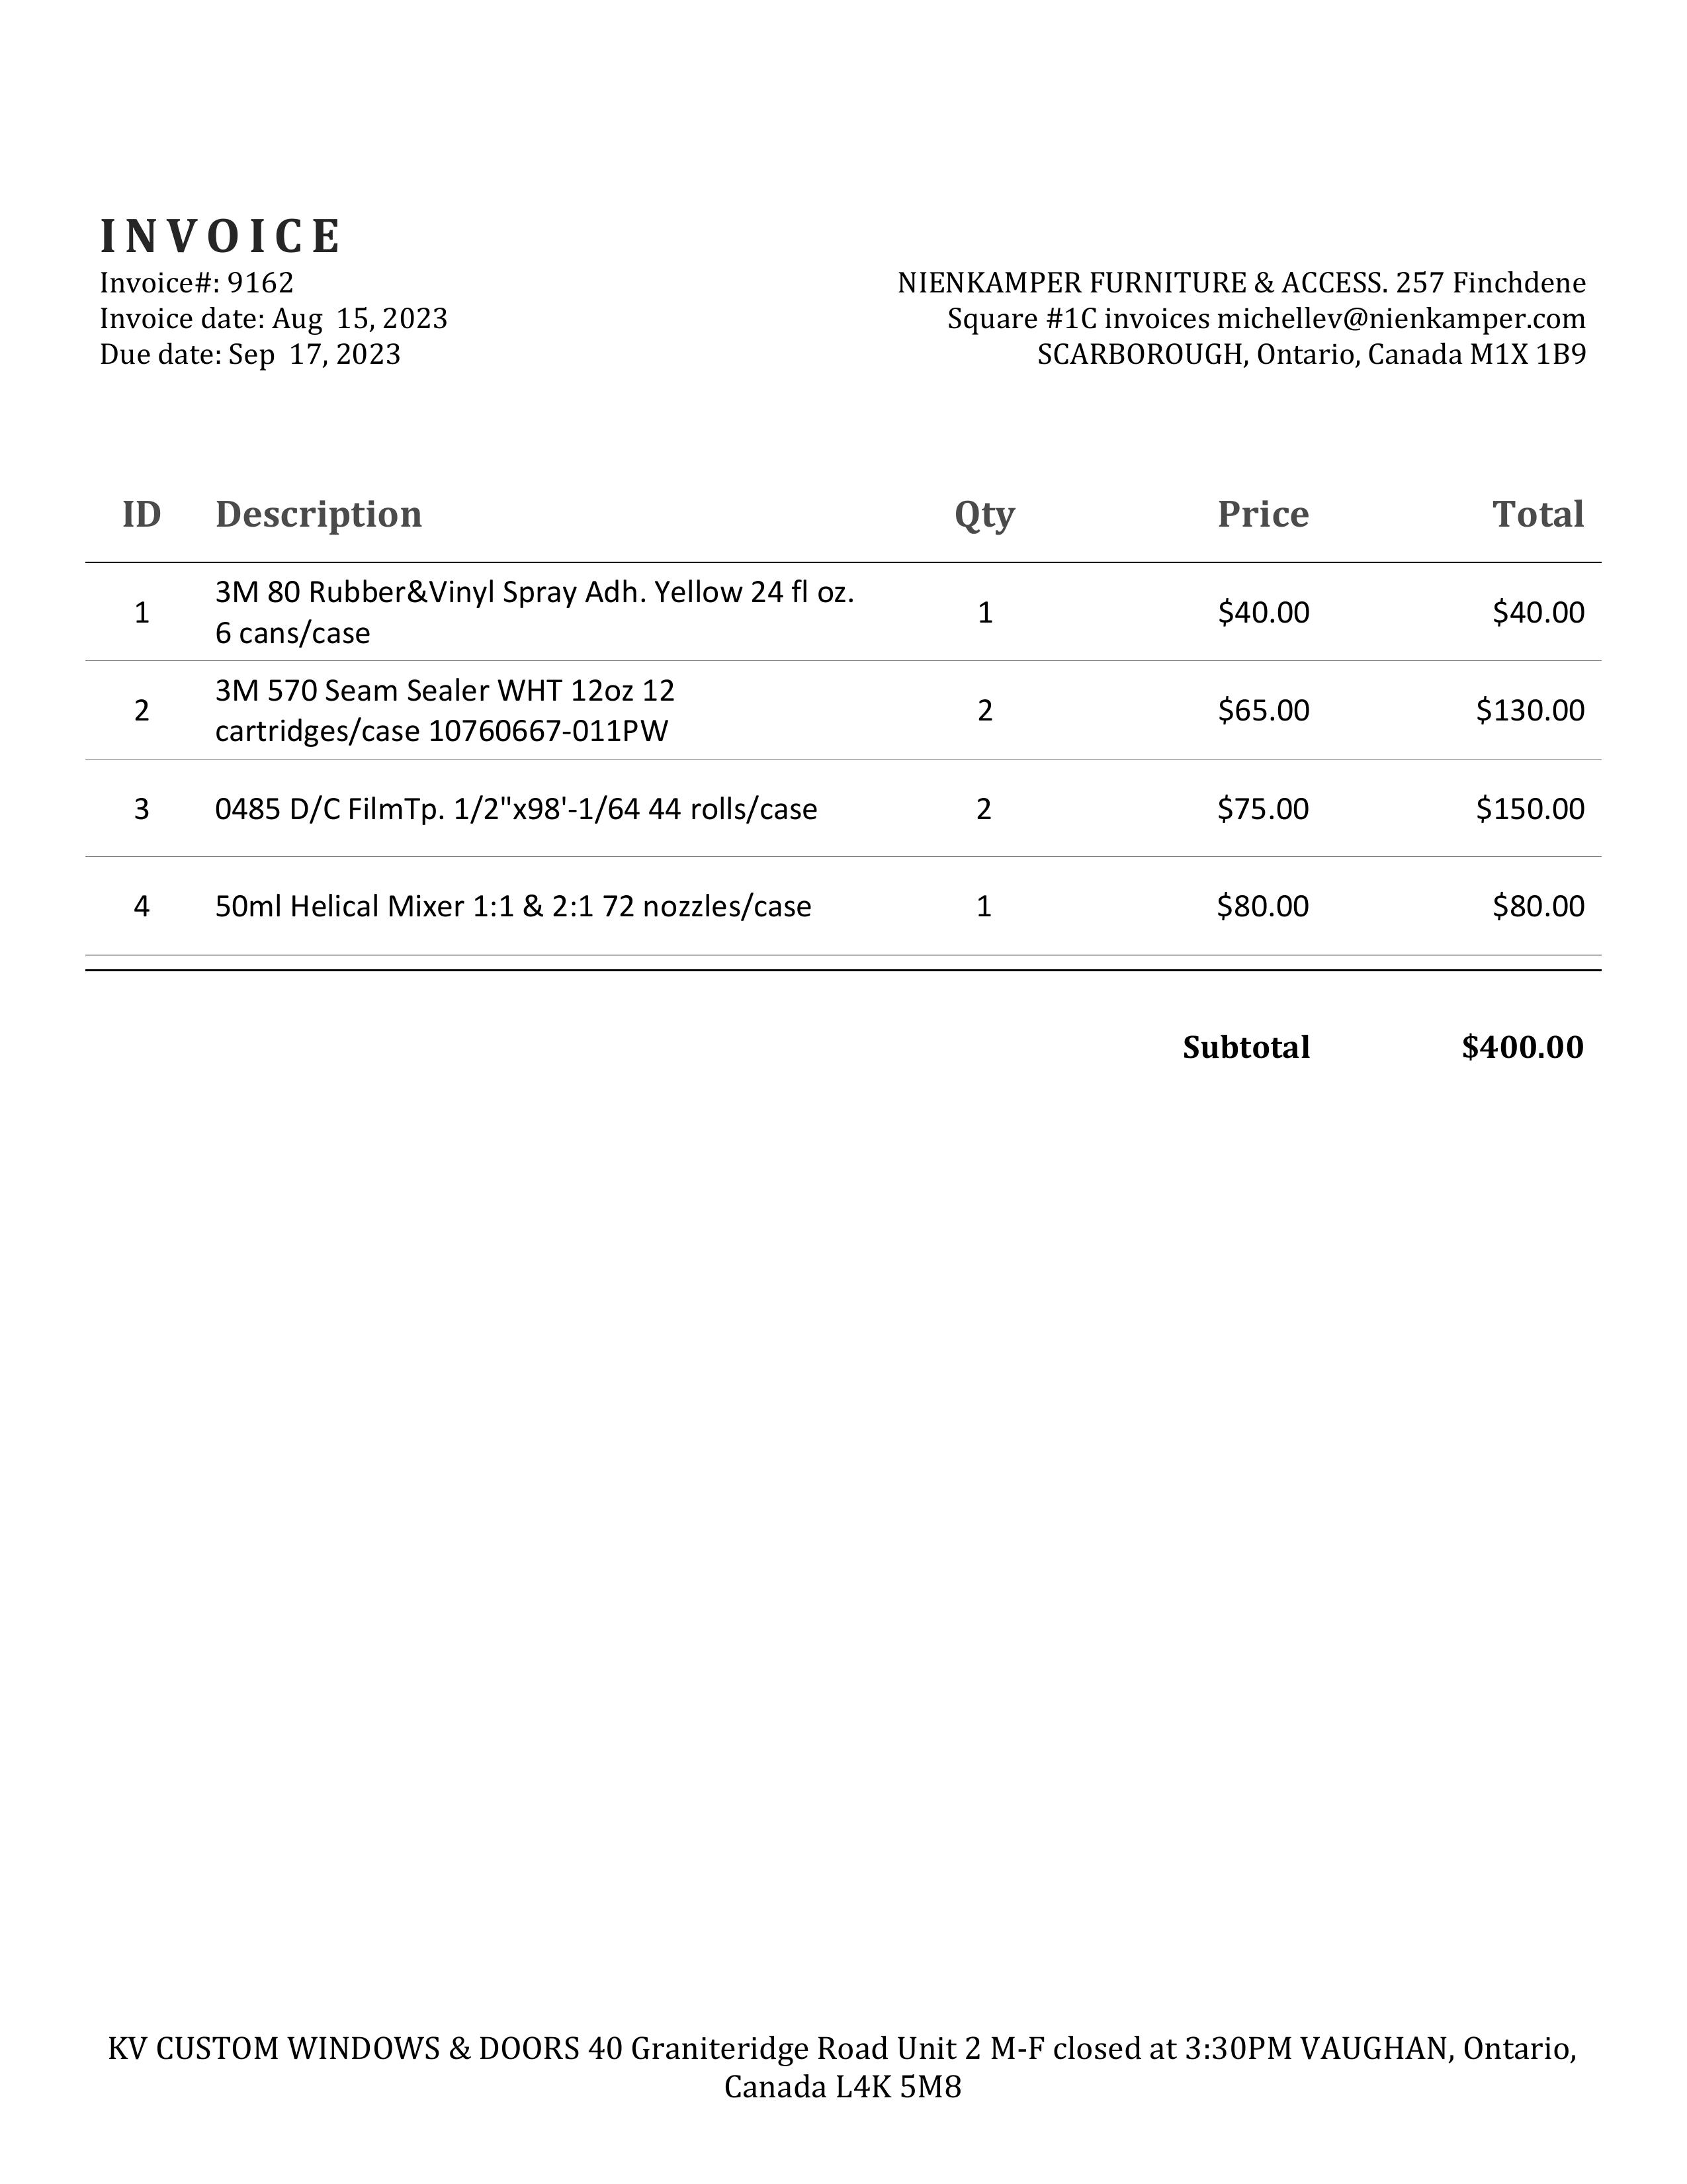 INVOICE
Invoice#: 9162
Invoice date: Aug  15, 2023
Due date: Sep  17, 2023
NIENKAMPER FURNITURE & ACCESS. 257 Finchdene
Square #1C invoices michellev@nienkamper.com
SCARBOROUGH, Ontario, Canada M1X 1B9
ID Description Qty Price Total
1 3M 80 Rubber&Vinyl Spray Adh. Yellow 24 fl oz.
6 cans/case 1 $40.00 $40.00
2 3M 570 Seam Sealer WHT 12oz 12
cartridges/case 10760667-011PW 2 $65.00 $130.00
3 0485 D/C FilmTp. 1/2"x98'-1/64 44 rolls/case 2 $75.00 $150.00
4 50ml Helical Mixer 1:1 & 2:1 72 nozzles/case 1 $80.00 $80.00
Subtotal $400.00
KV CUSTOM WINDOWS & DOORS 40 Graniteridge Road Unit 2 M-F closed at 3:30PM VAUGHAN, Ontario,
Canada L4K 5M8